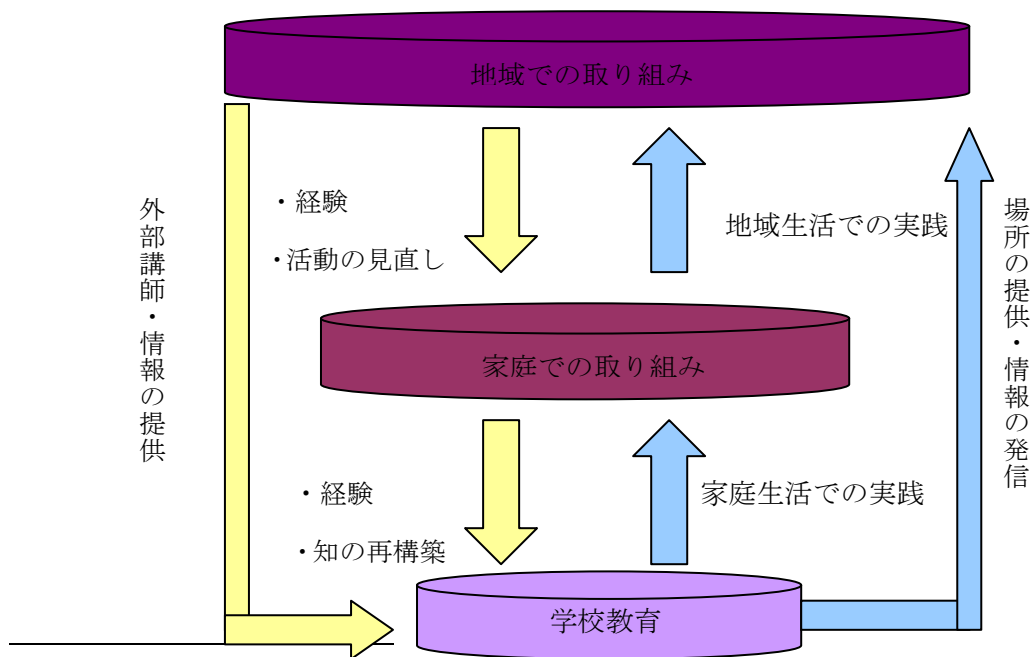 地域での取り組み
・経験
・活動の見直し
地域生活での実践
外部講師・情報の提供
場所の提供・情報の発信
家庭での取り組み
・経験
・知の再構築
家庭生活での実践
学校教育